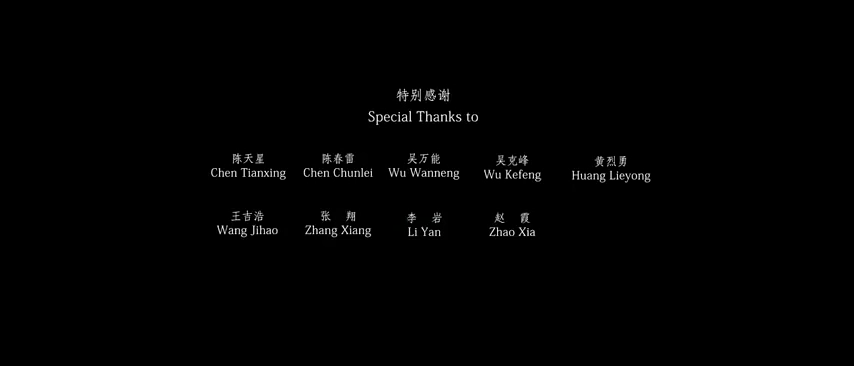 特别感谢
Special Thanks to
陈天星 陈春雷 吴万能 吴克峰 黄烈勇
Chen Tianxing Chen Chunlei Wu Wanneng Wu Kefeng Huang Lieyong
王吉浩 张 翔 李 岩 赵 霞
Wang Jihao Zhang Xiang Li Yan Zhao Xia